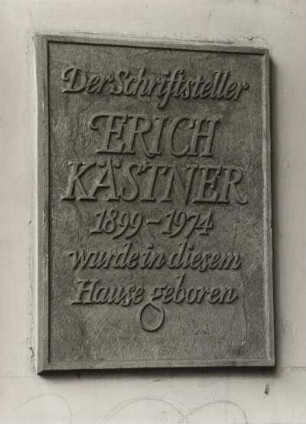 Der Schriftsteller
ERICH
KÄSTNER
1899-1974
wurde in diesem
Hause geboren